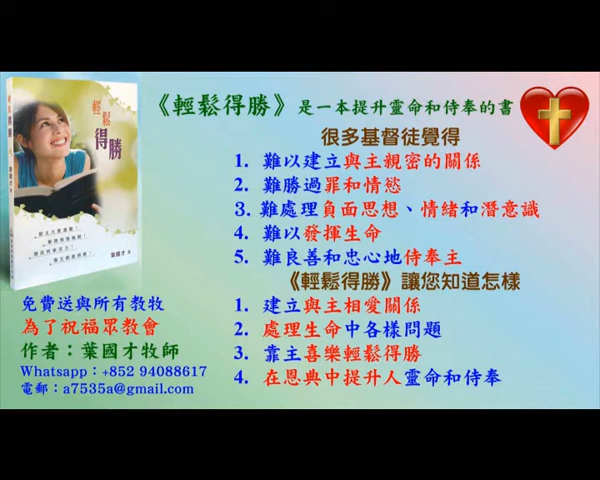 《輕鬆得勝》是一本提升靈命和侍奉的書
很多基督徒覺得
1. 難以建立與主親密的關係
2. 難勝過罪和情慾
3. 難處理負面思想、情緒和潛意識
4. 難以發揮生命
5. 難良善和忠心地侍奉主
《輕鬆得勝》讓您知道怎樣
1. 建立與主相愛關係
2. 處理生命中各樣問題
3. 靠主喜樂輕鬆得勝
4. 在恩典中提升人靈命和侍奉
輕鬆得勝
輕鬆得勝
葉國才 著
免費送與所有教牧
為了祝福眾教會
作者：葉國才牧師
Whatsapp：+852 94088617
電郵：a7535a@gmail.com